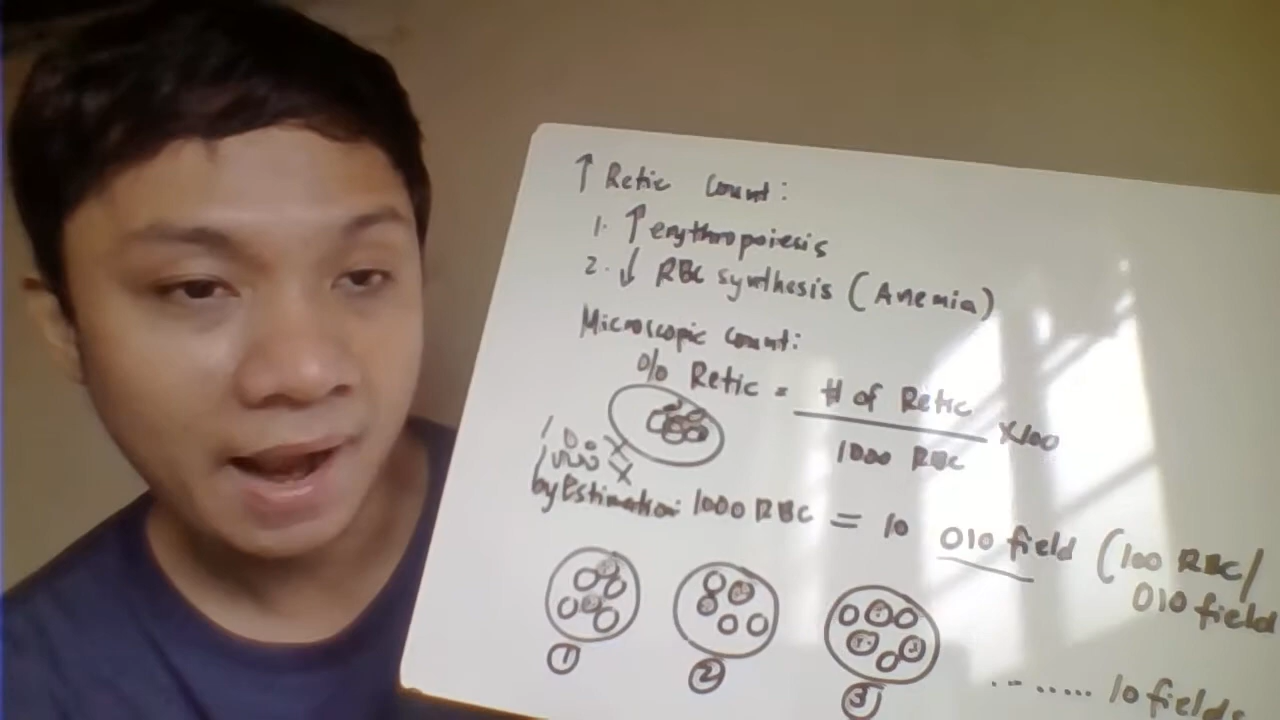 ↑ Retic Count:
1. ↑ erythropoiesis
2. ↓ RBC synthesis (Anemia)
Microscopic Count:
% Retic = # of Retic
1000 RBC
x100
by Estimation: 1000 RBC = 10 OIO field (100 RBC/
OIO field
1
2
3
........ 10 fields